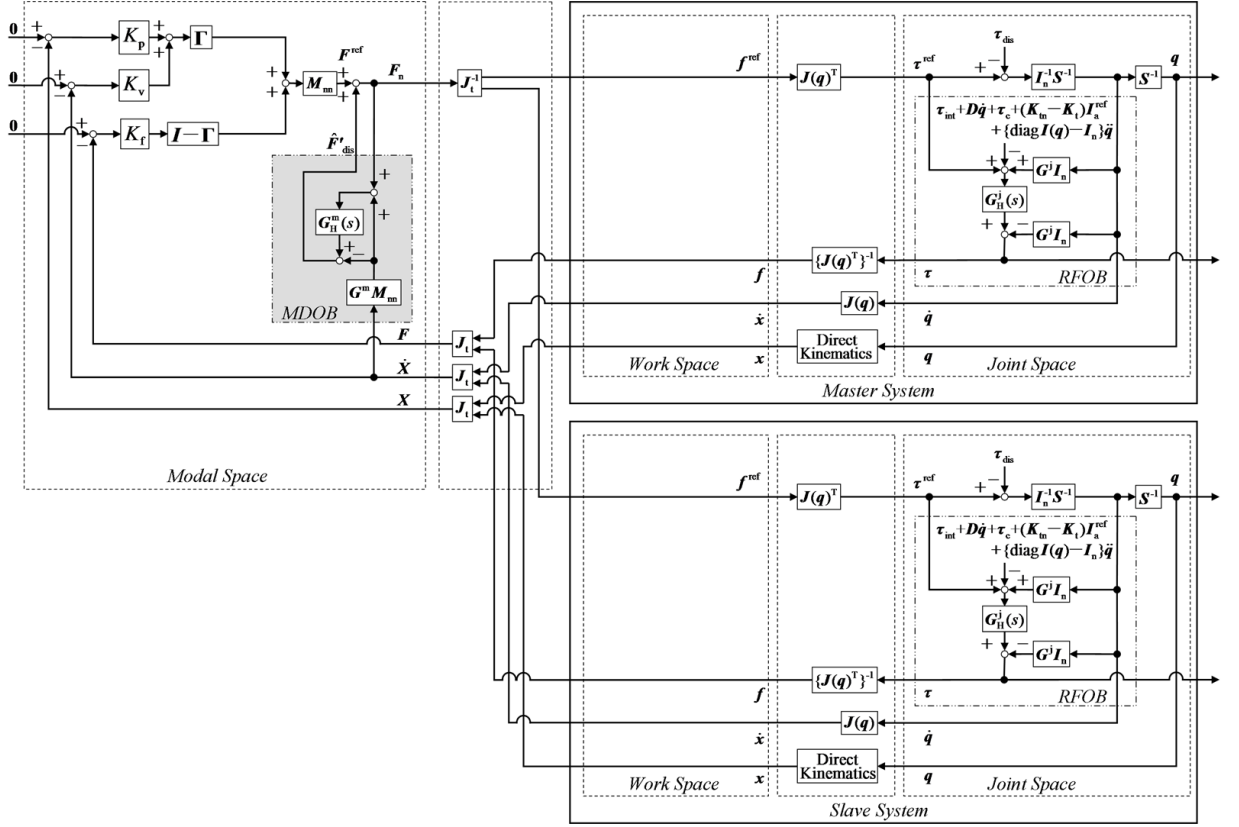 0
+
−
K_p
+
+
Γ
0
+
−
K_v
0
+
−
K_f
I−Γ
+
+
M_nn
F^ref
+
+
F_n
F̂'_dis
+
+
G_H^m(s)
+
−
G^m M_nn
MDOB
F
Ẋ
X
Modal Space
J_t^-1
J_t
J_t
J_t
f^ref
J(q)^T
τ^ref
τ_dis
+
−
I_n^-1 S^-1
S^-1
q
τ_int+Dq̇+τ_c+(K_tn−K_t)I_a^ref
+{diag I(q)−I_n}q̈
+
−
+
G^j I_n
G_H^j(s)
+
−
G^j I_n
RFOB
f
{J(q)^T}^-1
τ
ẋ
J(q)
q̇
x
Direct
Kinematics
q
Work Space
Joint Space
Master System
f^ref
J(q)^T
τ^ref
τ_dis
+
−
I_n^-1 S^-1
S^-1
q
τ_int+Dq̇+τ_c+(K_tn−K_t)I_a^ref
+{diag I(q)−I_n}q̈
+
−
+
G^j I_n
G_H^j(s)
+
−
G^j I_n
RFOB
f
{J(q)^T}^-1
τ
ẋ
J(q)
q̇
x
Direct
Kinematics
q
Work Space
Joint Space
Slave System